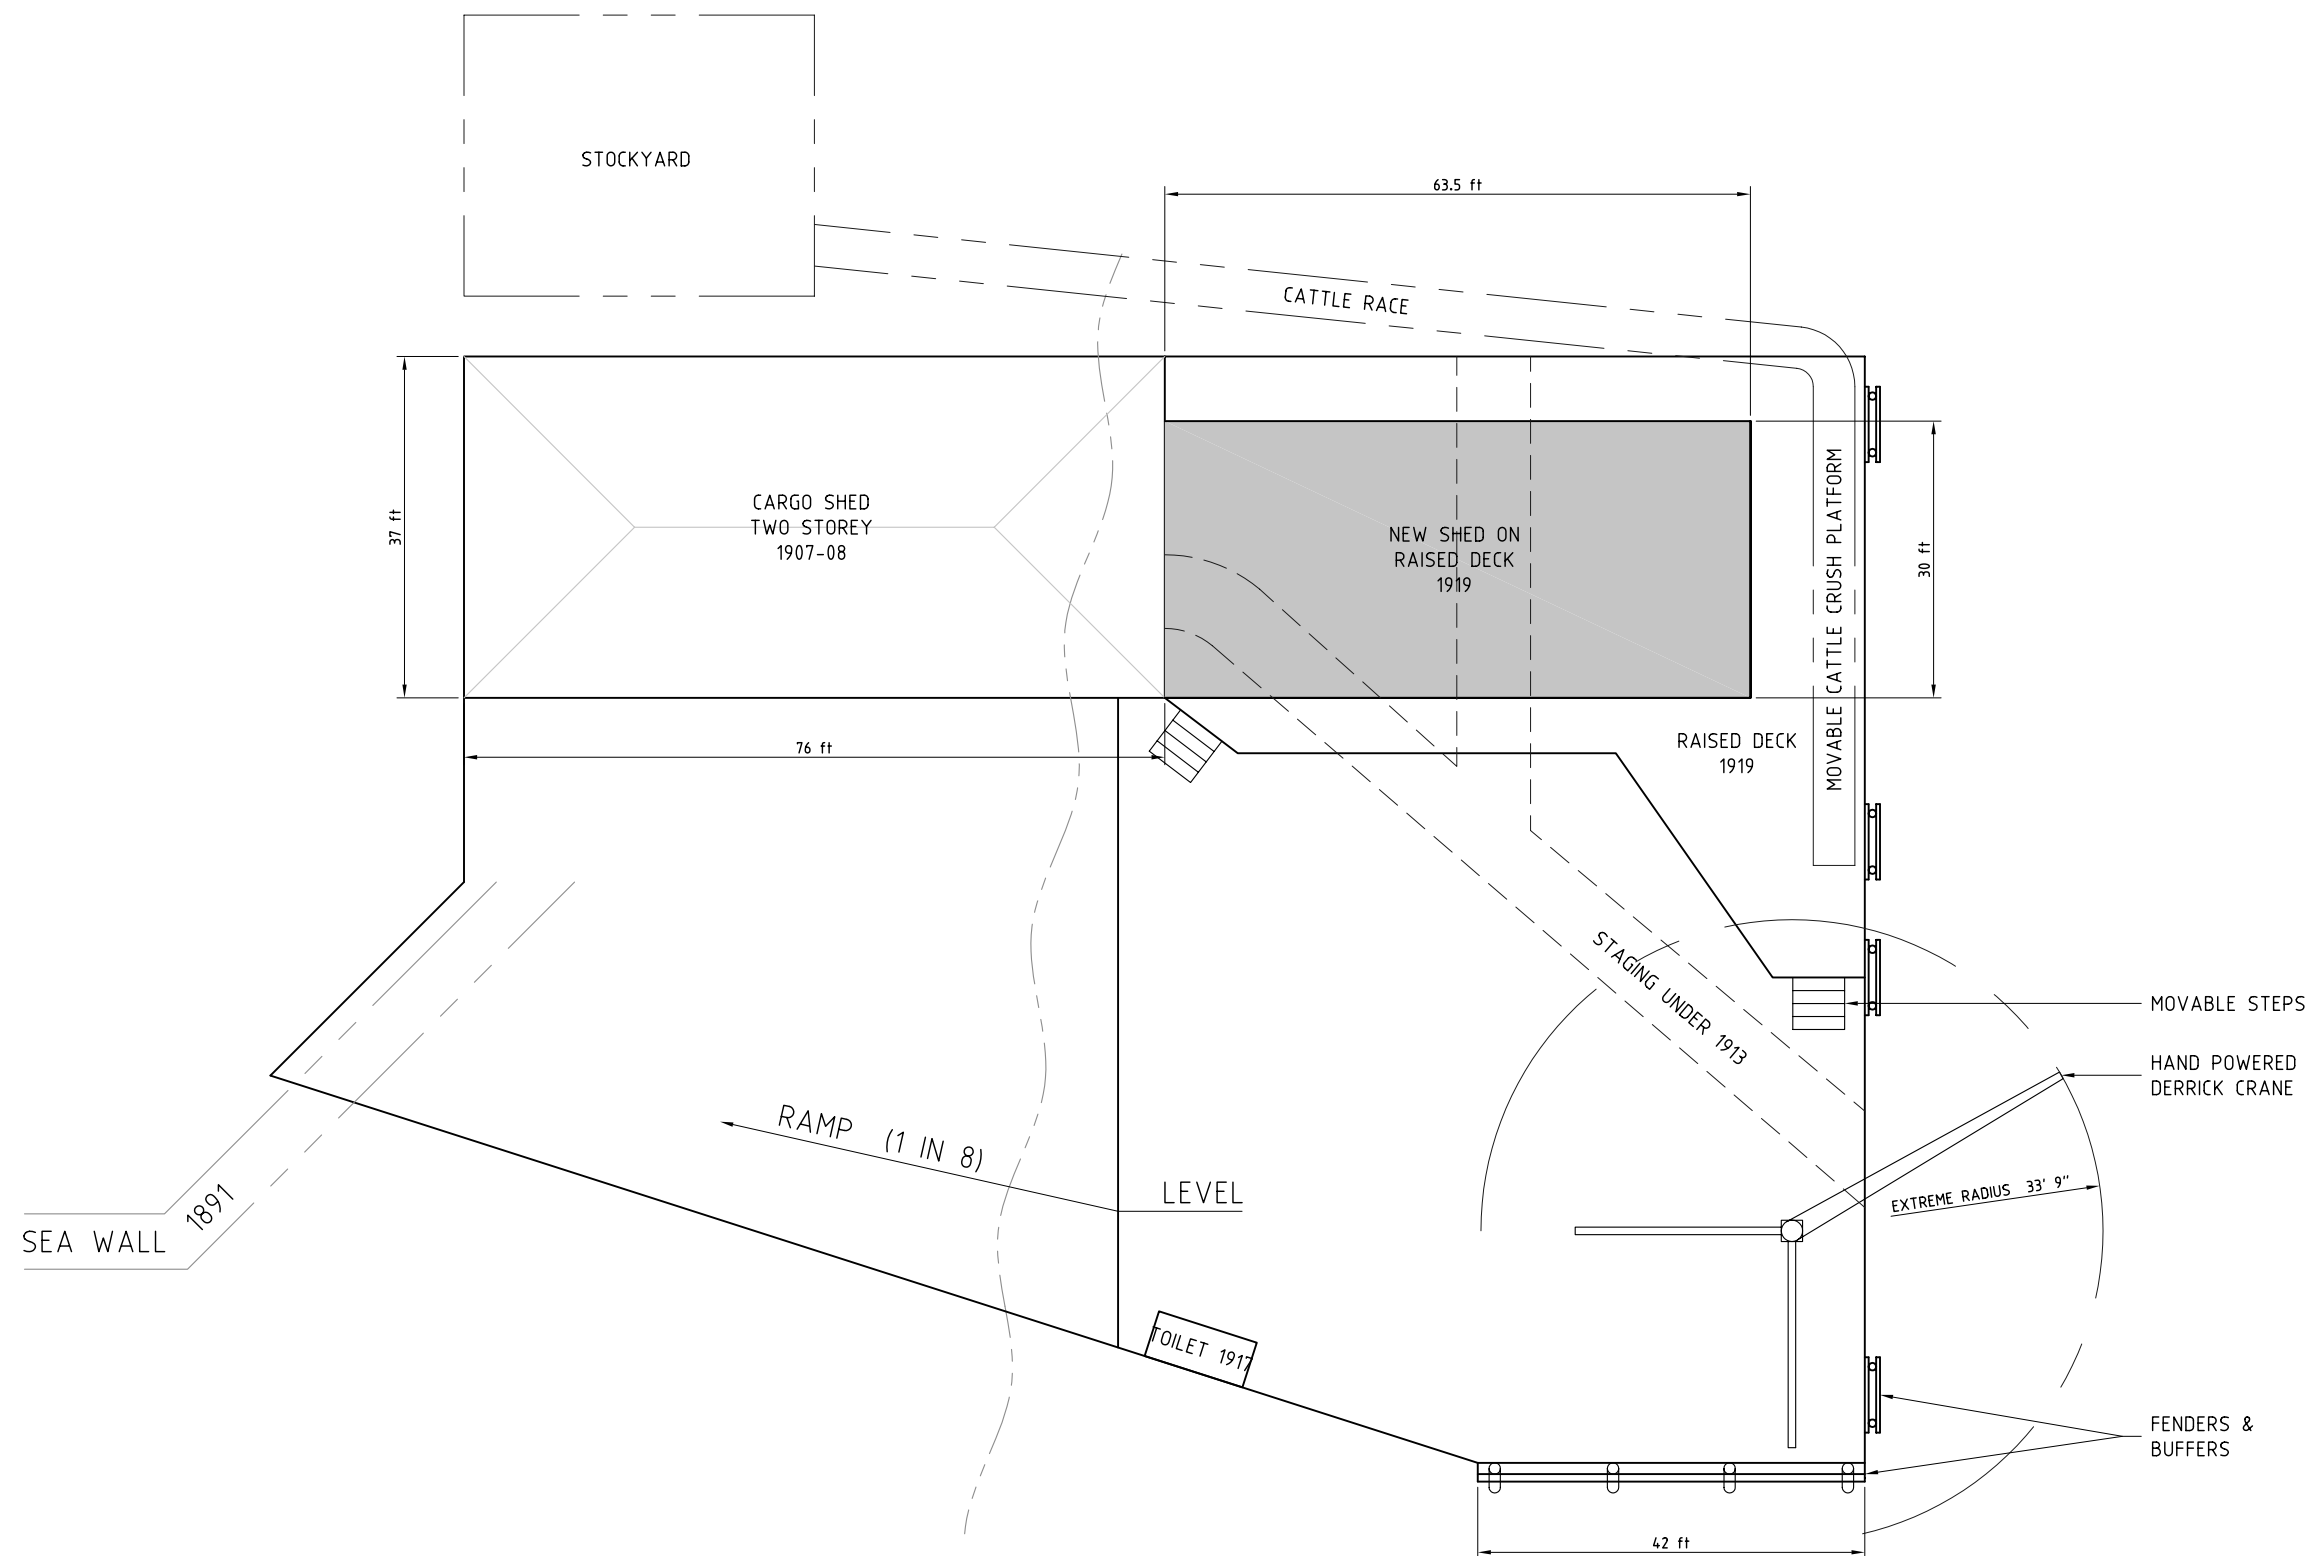 STOCKYARD
63.5 ft
CATTLE RACE
CARGO SHED
TWO STOREY
1907-08
37 ft
NEW SHED ON
RAISED DECK
1919
MOVABLE CATTLE CRUSH PLATFORM
30 ft
76 ft
RAISED DECK
1919
STAGING UNDER 1913
MOVABLE STEPS
HAND POWERED
DERRICK CRANE
RAMP (1 IN 8)
LEVEL
EXTREME RADIUS 33' 9"
1891
SEA WALL
TOILET 1917
FENDERS &
BUFFERS
42 ft